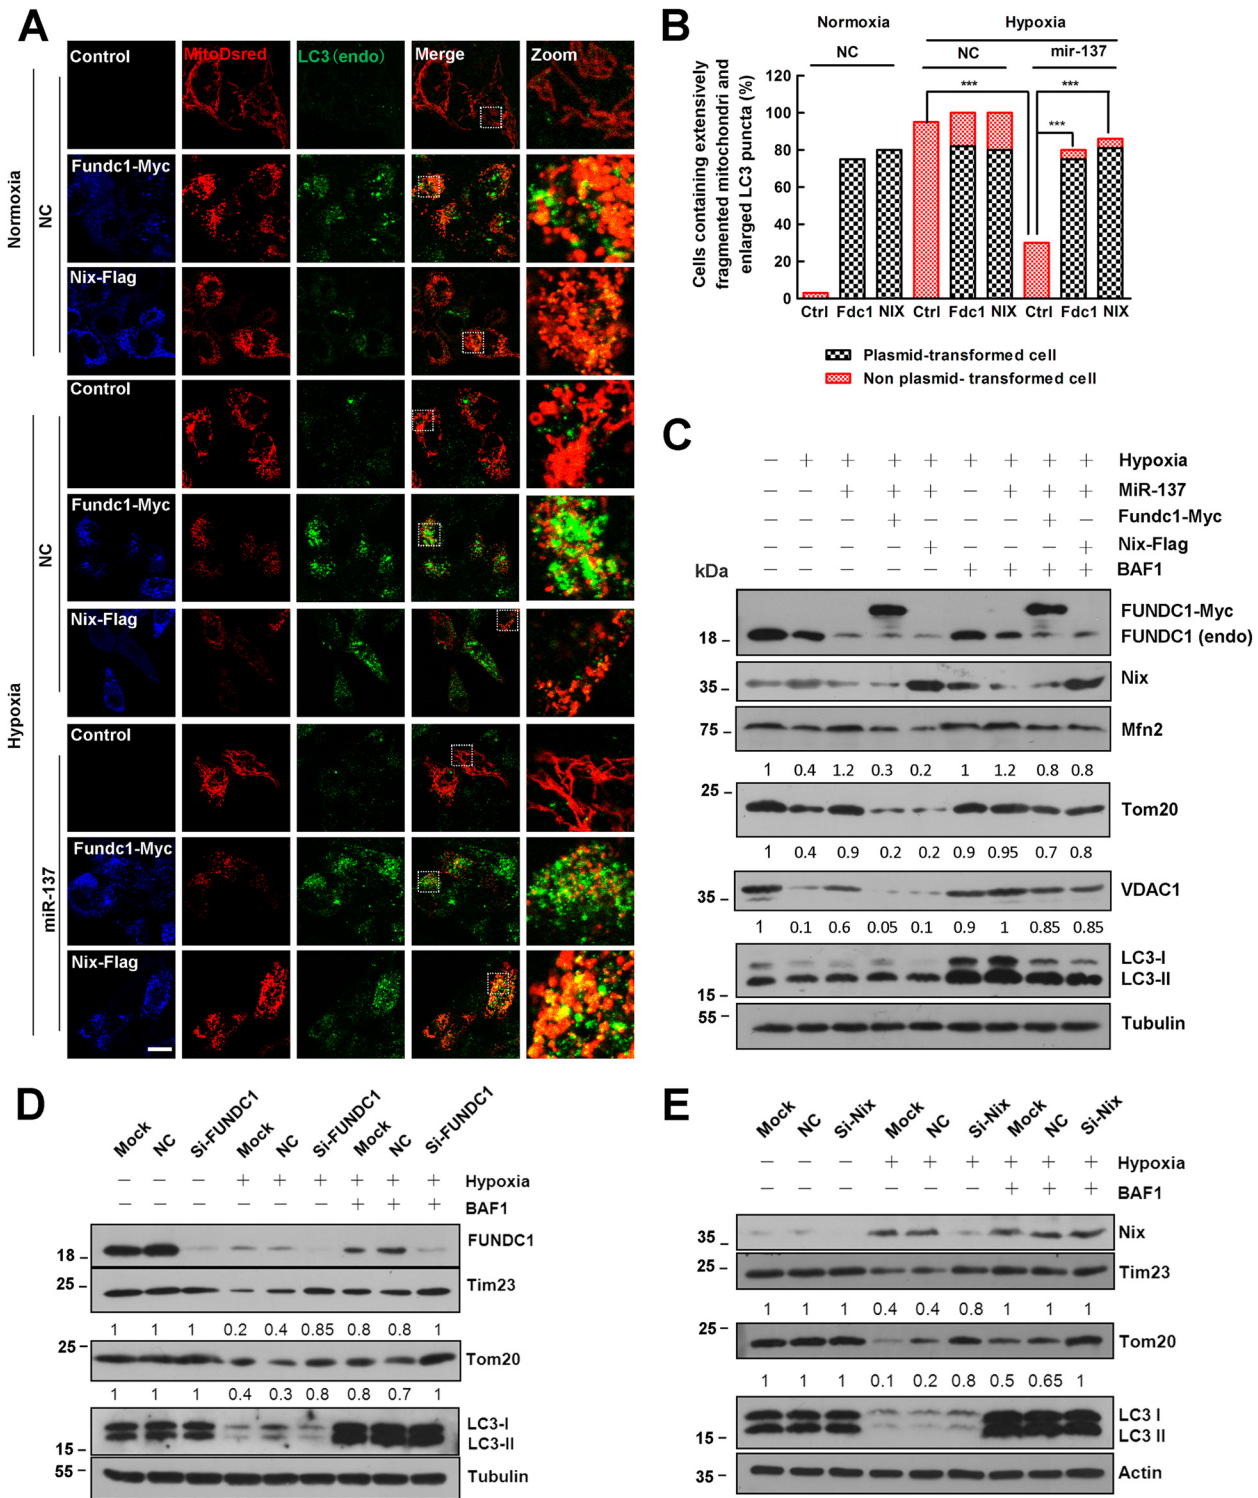 A
Control MitoDsred LC3(endo) Merge Zoom
Fundc1-Myc
Nix-Flag
Control
Fundc1-Myc
Nix-Flag
Control
Fundc1-Myc
Nix-Flag
Normoxia
NC
Hypoxia
NC
miR-137
B
Normoxia Hypoxia
NC NC mir-137
Cells containing extensively
fragmented mitochondri and
enlarged LC3 puncta (%)
120
100
80
60
40
20
0
*** ***
***
Ctrl Fdc1 NIX Ctrl Fdc1 NIX Ctrl Fdc1 NIX
Plasmid-transformed cell
Non plasmid- transformed cell
C
− + + + + + + + + Hypoxia
− − + + + − + + + MiR-137
− − − + − − − + − Fundc1-Myc
− − − − + − − − + Nix-Flag
− − − − − + + + + BAF1
kDa
FUNDC1-Myc
18 FUNDC1 (endo)
35 Nix
75 Mfn2
1 0.4 1.2 0.3 0.2 1 1.2 0.8 0.8
25
Tom20
1 0.4 0.9 0.2 0.2 0.9 0.95 0.7 0.8
35 VDAC1
1 0.1 0.6 0.05 0.1 0.9 1 0.85 0.85
LC3-I
LC3-II
15
55
Tubulin
D
Mock NC Si-FUNDC1 Mock NC Si-FUNDC1 Mock NC Si-FUNDC1
− − − + + + + + + Hypoxia
− − − − − − + + + BAF1
18 FUNDC1
25 Tim23
1 1 1 0.2 0.4 0.85 0.8 0.8 1
25
Tom20
1 1 1 0.4 0.3 0.8 0.8 0.7 1
LC3-I
LC3-II
15
55 Tubulin
E
Mock NC Si-Nix Mock NC Si-Nix Mock NC Si-Nix
− − − + + + + + + Hypoxia
− − − − − − + + + BAF1
35 Nix
25 Tim23
1 1 1 0.4 0.4 0.8 1 1 1
25
Tom20
1 1 1 0.1 0.2 0.8 0.5 0.65 1
LC3 I
15 LC3 II
35 Actin